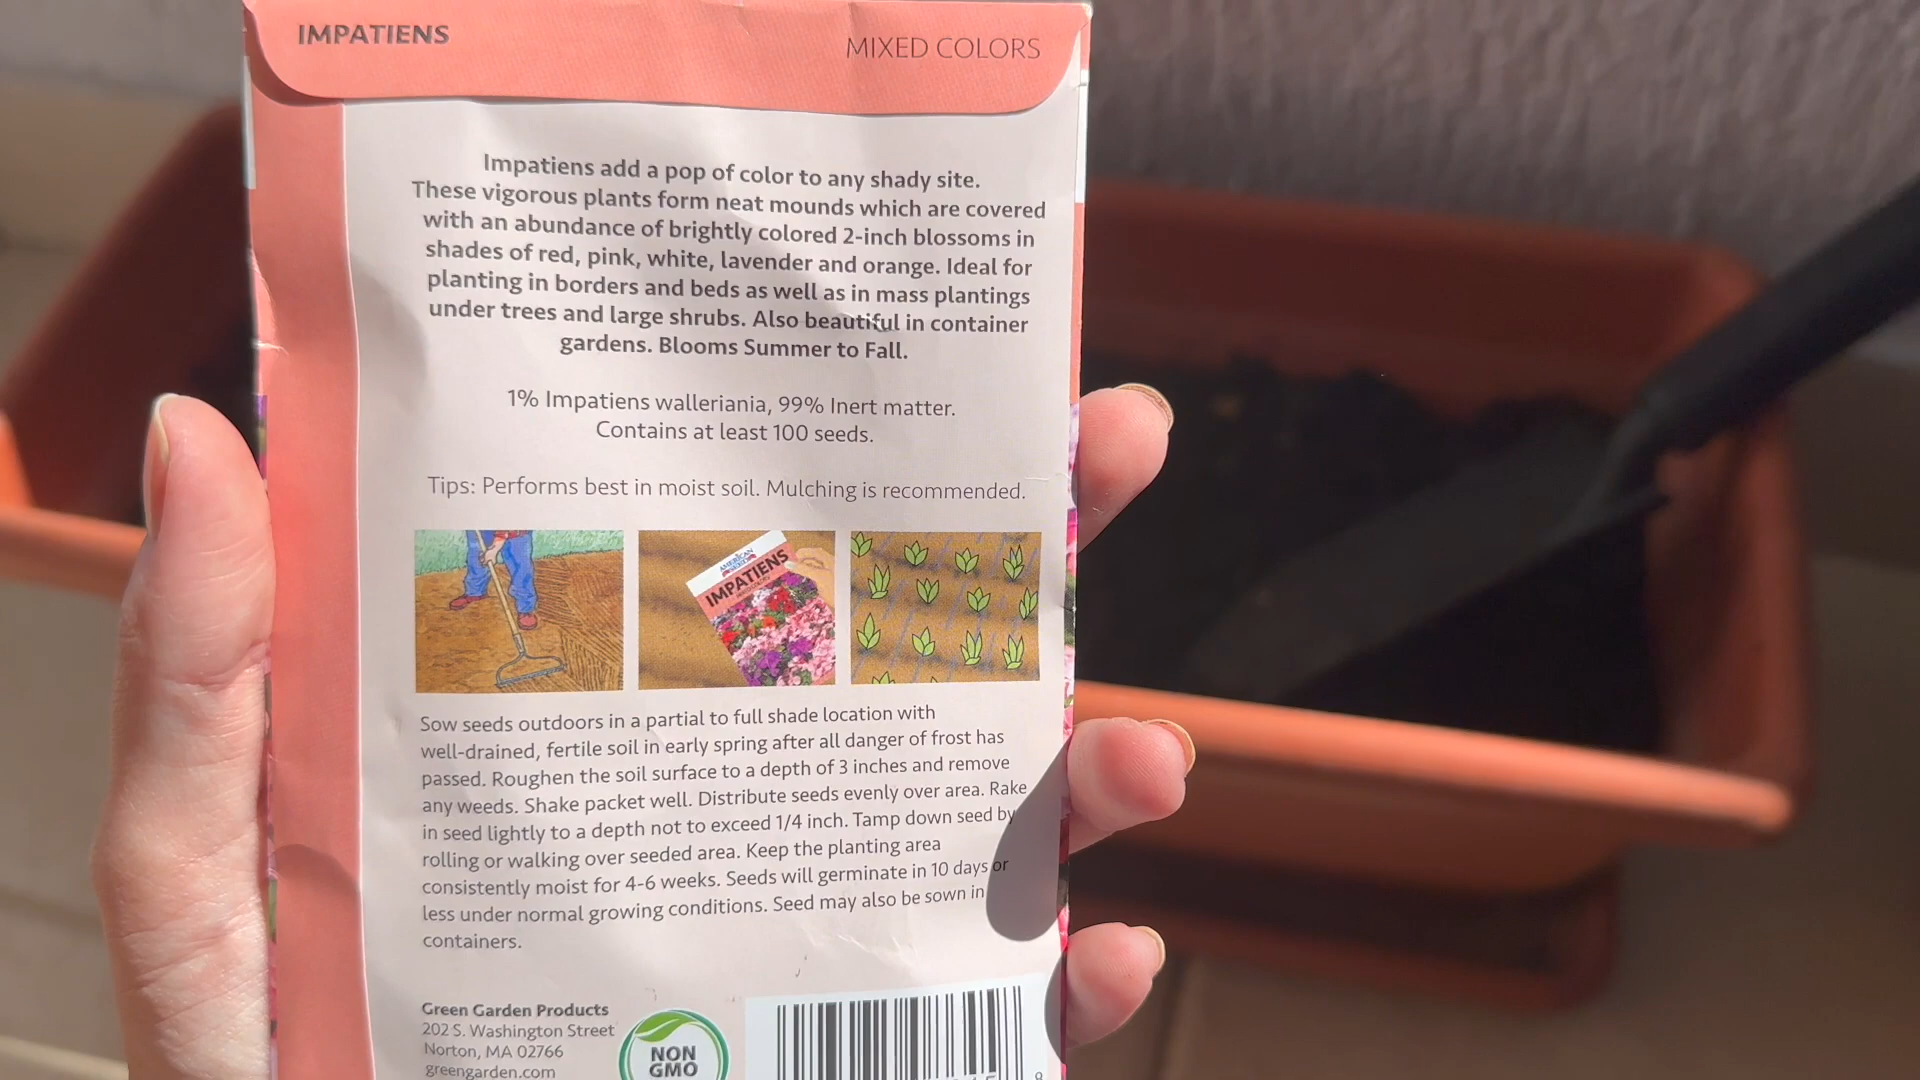 IMPATIENS
MIXED COLORS
Impatiens add a pop of color to any shady site.
These vigorous plants form neat mounds which are covered
with an abundance of brightly colored 2-inch blossoms in
shades of red, pink, white, lavender and orange. Ideal for
planting in borders and beds as well as in mass plantings
under trees and large shrubs. Also beautiful in container
gardens. Blooms Summer to Fall.
1% Impatiens walleriana, 99% Inert matter.
Contains at least 100 seeds.
Tips: Performs best in moist soil. Mulching is recommended.
AMERICAN
IMPATIENS
Sow seeds outdoors in a partial to full shade location with
well-drained, fertile soil in early spring after all danger of frost has
passed. Roughen the soil surface to a depth of 3 inches and remove
any weeds. Shake packet well. Distribute seeds evenly over area. Rake
in seed lightly to a depth not to exceed 1/4 inch. Tamp down seed by
rolling or walking over seeded area. Keep the planting area
consistently moist for 4-6 weeks. Seeds will germinate in 10 days or
less under normal growing conditions. Seed may also be sown in
containers.
Green Garden Products
202 S. Washington Street
Norton, MA 02766
greengarden.com
NON
GMO